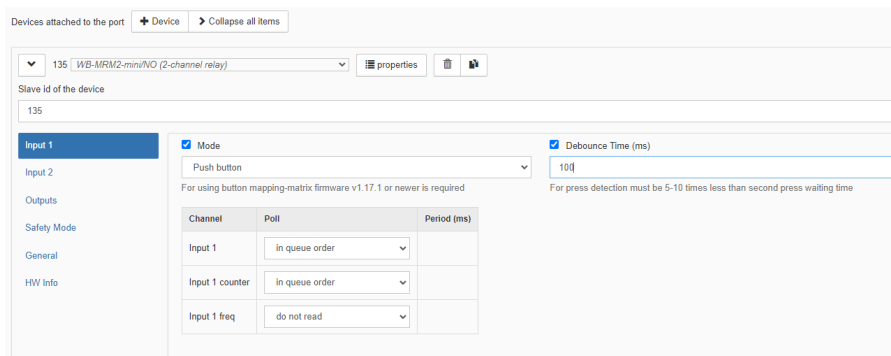 Devices attached to the port + Device > Collapse all items
135 WB-MRM2-mini/NO (2-channel relay) properties
Slave id of the device
135
Input 1
Input 2
Outputs
Safety Mode
General
HW Info
Mode
Push button
For using button mapping-matrix firmware v1.17.1 or newer is required
Debounce Time (ms)
100
For press detection must be 5-10 times less than second press waiting time
Channel Poll Period (ms)
Input 1 in queue order
Input 1 counter in queue order
Input 1 freq do not read